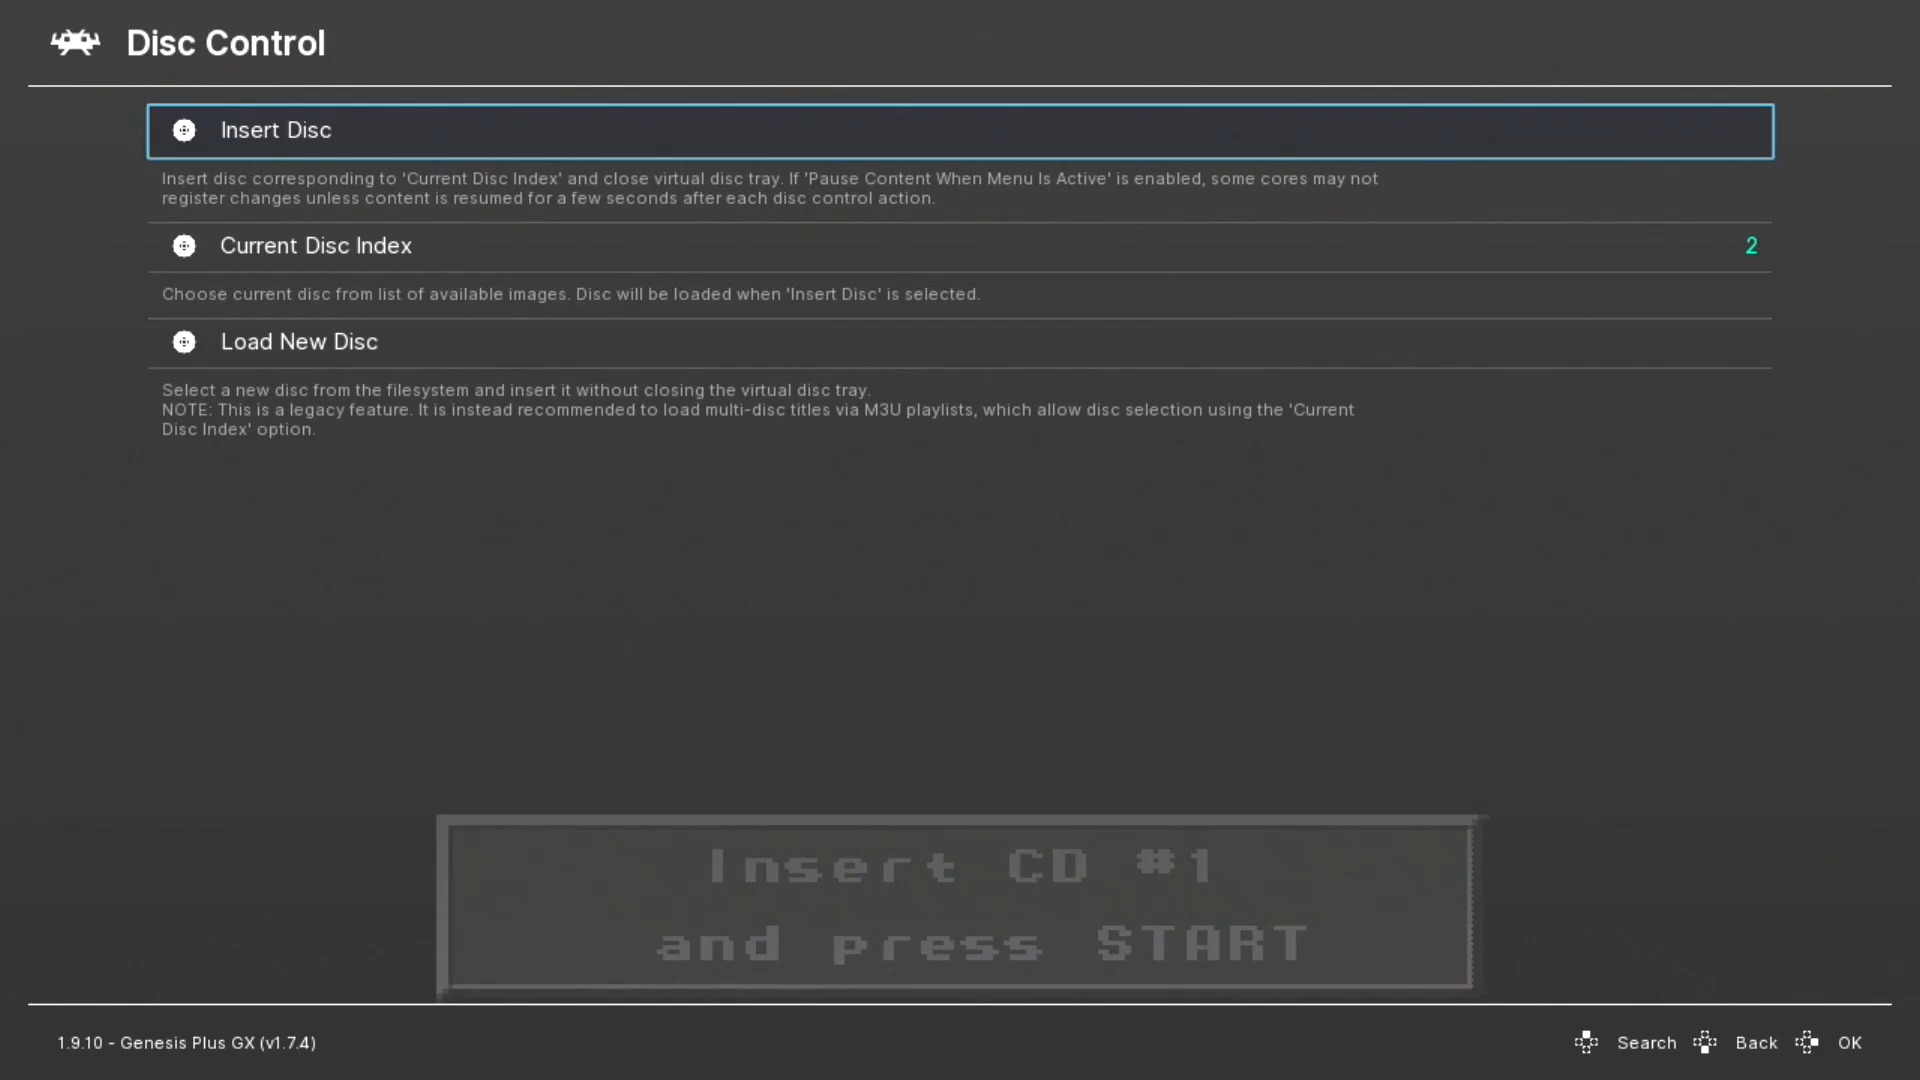 Disc Control
Insert Disc
Insert disc corresponding to 'Current Disc Index' and close virtual disc tray. If 'Pause Content When Menu Is Active' is enabled, some cores may not
register changes unless content is resumed for a few seconds after each disc control action.
Current Disc Index 2
Choose current disc from list of available images. Disc will be loaded when 'Insert Disc' is selected.
Load New Disc
Select a new disc from the filesystem and insert it without closing the virtual disc tray.
NOTE: This is a legacy feature. It is instead recommended to load multi-disc titles via M3U playlists, which allow disc selection using the 'Current
Disc Index' option.
Insert CD #1
and press START
1.9.10 - Genesis Plus GX (v1.7.4) Search Back OK